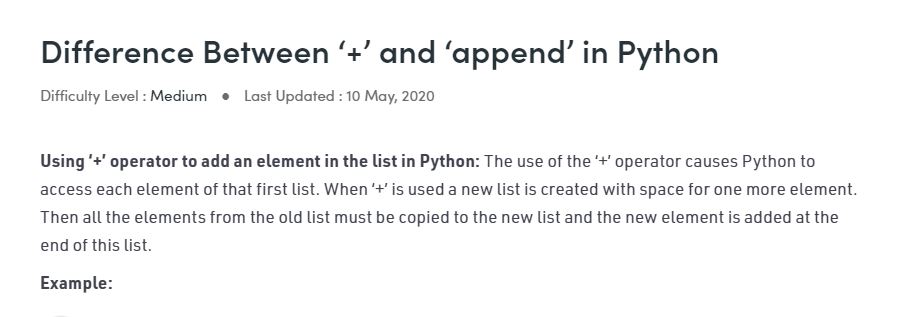 Difference Between ‘+’ and ‘append’ in Python
Difficulty Level : Medium ● Last Updated : 10 May, 2020
Using ‘+’ operator to add an element in the list in Python: The use of the ‘+’ operator causes Python to
access each element of that first list. When ‘+’ is used a new list is created with space for one more element.
Then all the elements from the old list must be copied to the new list and the new element is added at the
end of this list.
Example: